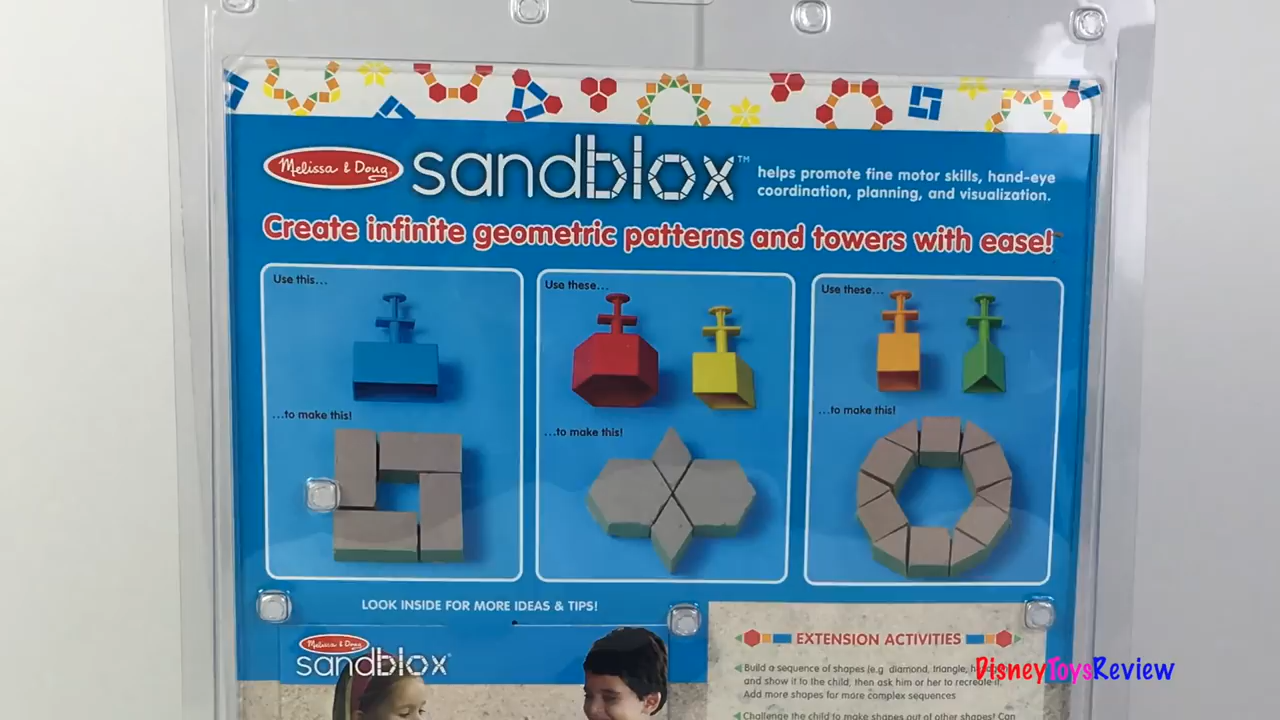 Melissa & Doug
sandblox™
helps promote fine motor skills, hand-eye
coordination, planning, and visualization.
Create infinite geometric patterns and towers with ease!
Use this...
...to make this!
Use these...
...to make this!
Use these...
...to make this!
LOOK INSIDE FOR MORE IDEAS & TIPS!
Melissa & Doug
sandblox
EXTENSION ACTIVITIES
Build a sequence of shapes (e.g. diamond, triangle,
and show it to the child, then ask him or her to recreate it.
Add more shapes for more complex sequences
Challenge the child to make shapes out of other shapes! Can
DisneyToysReview